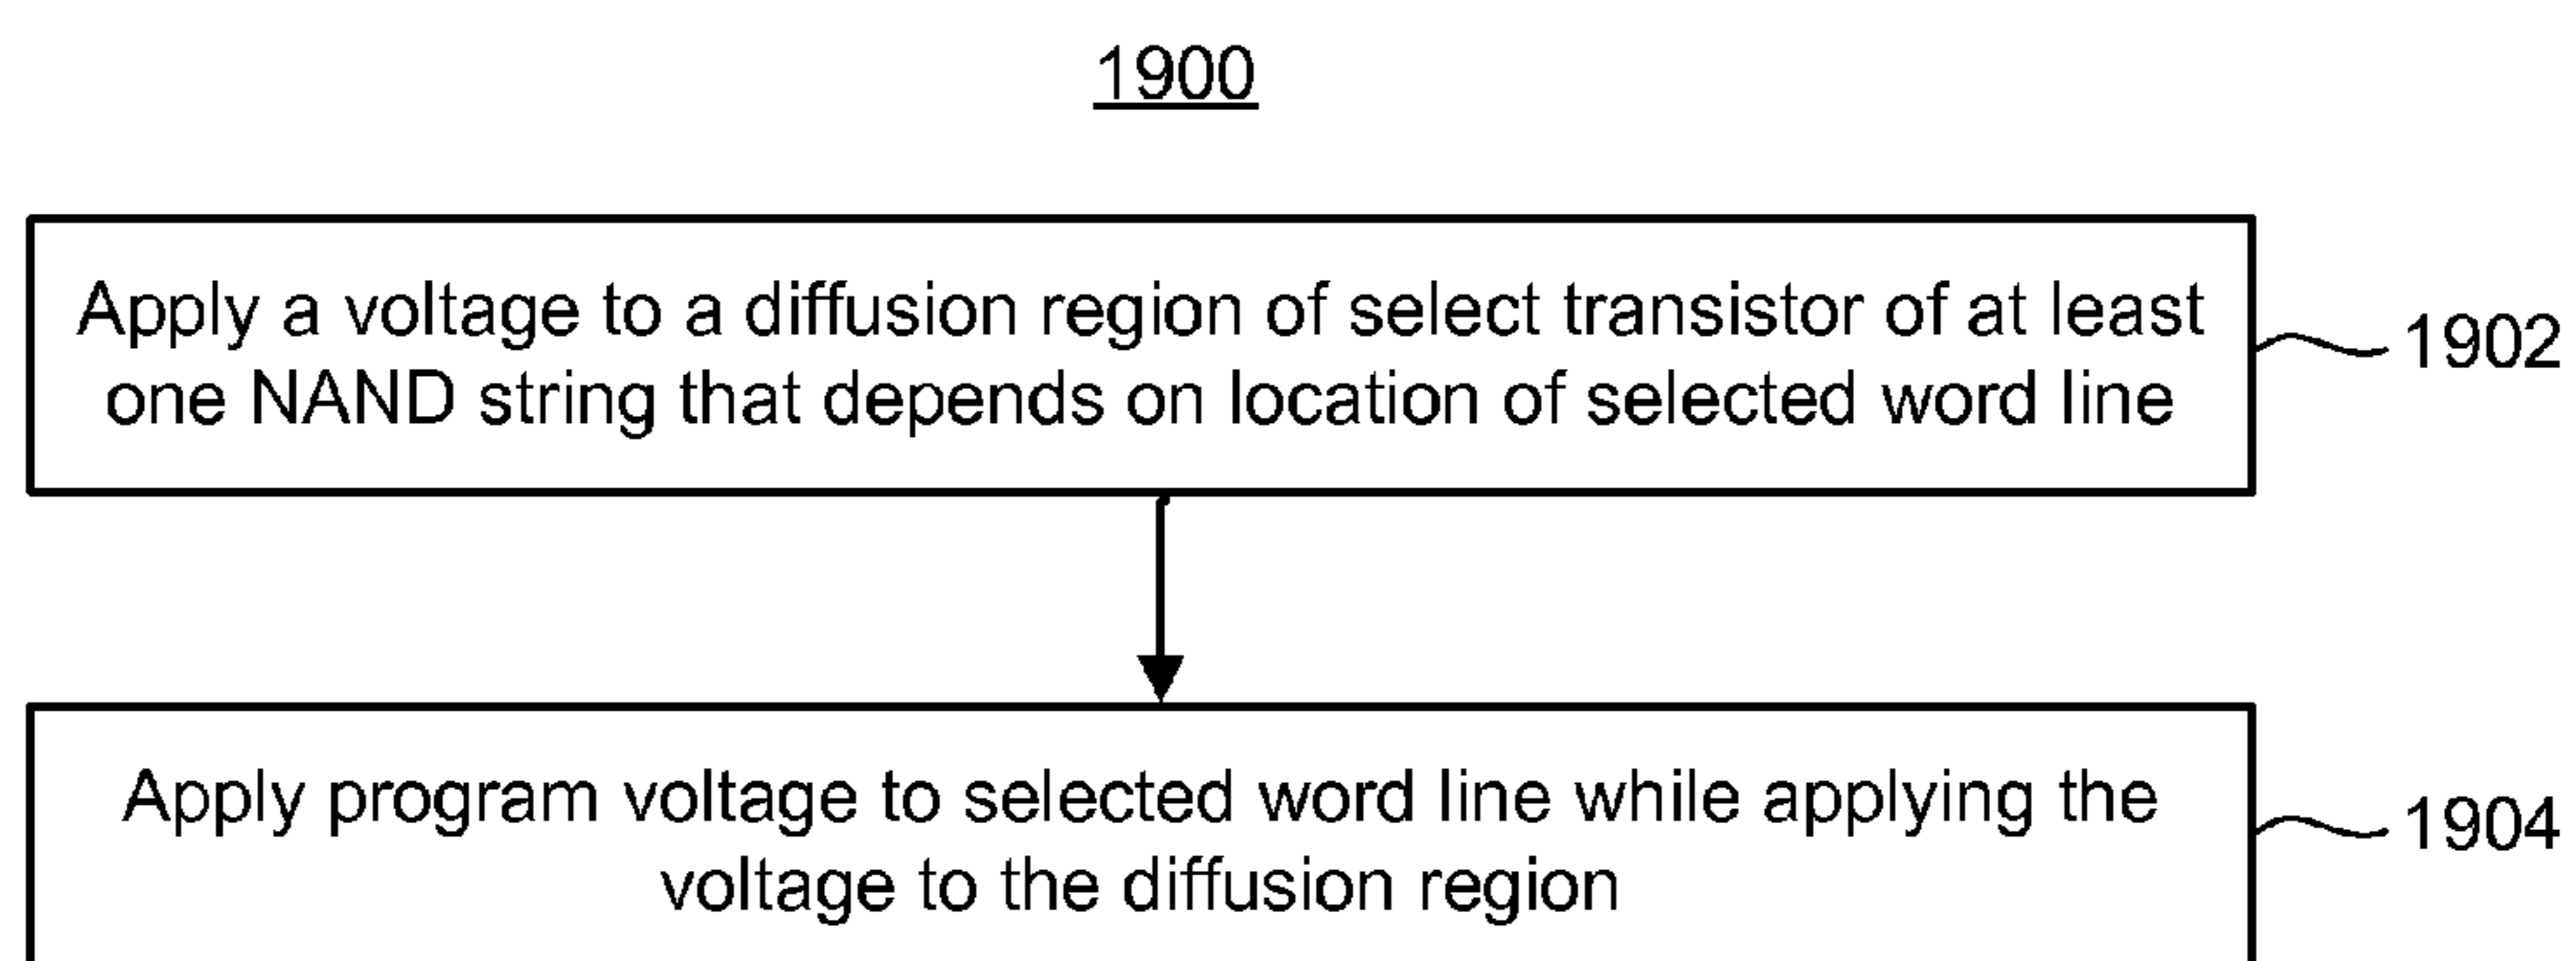 1900
Apply a voltage to a diffusion region of select transistor of at least
one NAND string that depends on location of selected word line
1902
Apply program voltage to selected word line while applying the
voltage to the diffusion region
1904